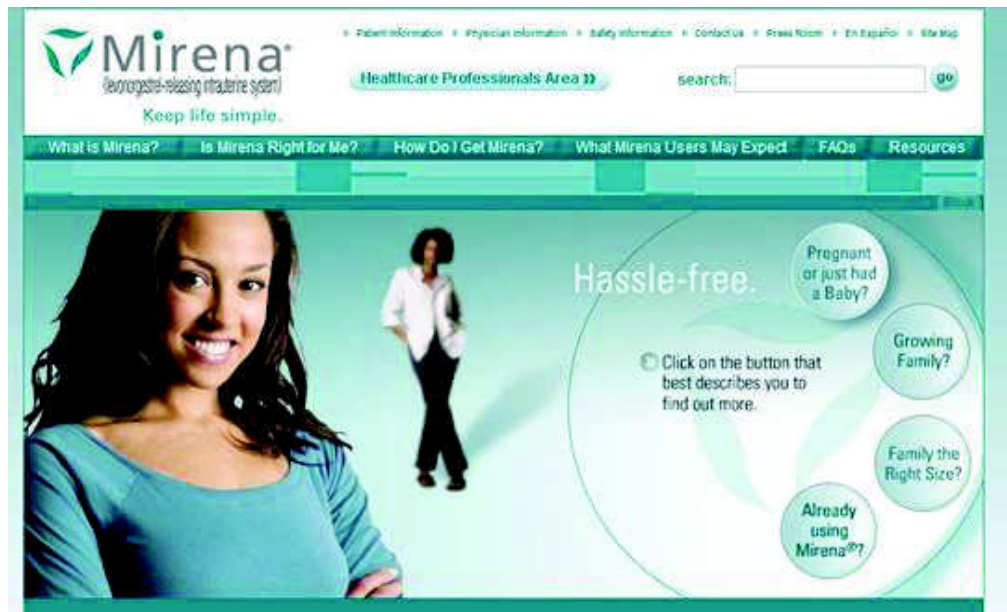 Patient Information Physician Information Safety Information Contact Us Press Room En Español Site Map
Mirena®
(levonorgestrel-releasing intrauterine system)
Keep life simple.
Healthcare Professionals Area
search:
go
What is Mirena? Is Mirena Right for Me? How Do I Get Mirena? What Mirena Users May Expect FAQs Resources
Hassle-free.
Pregnant
or just had
a Baby?
Growing
Family?
Click on the button that
best describes you to
find out more.
Family the
Right Size?
Already
using
Mirena®?